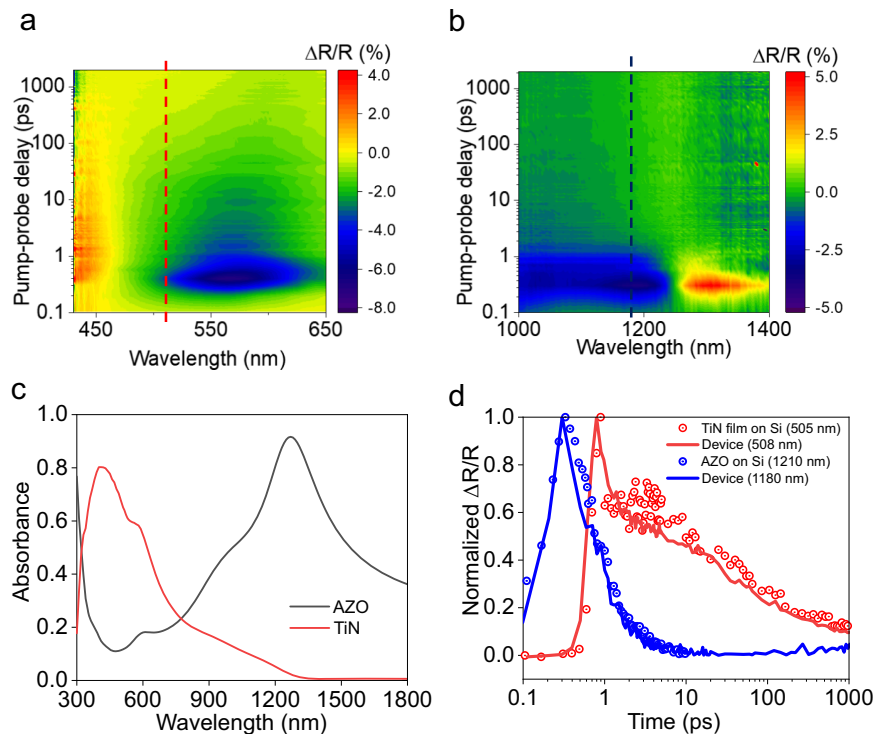 a
ΔR/R (%)
1000
100
10
1
0.1
Pump-probe delay (ps)
450
550
650
Wavelength (nm)
4.0
2.0
0.0
-2.0
-4.0
-6.0
-8.0
b
ΔR/R (%)
1000
100
10
1
0.1
Pump-probe delay (ps)
1000
1200
1400
Wavelength (nm)
5.0
2.5
0.0
-2.5
-5.0
c
1.0
0.8
0.6
0.4
0.2
0.0
Absorbance
AZO
TiN
300
600
900
1200
1500
1800
Wavelength (nm)
d
1.0
0.8
0.6
0.4
0.2
0.0
Normalized ΔR/R
TiN film on Si (505 nm)
Device (508 nm)
AZO on Si (1210 nm)
Device (1180 nm)
0.1
1
10
100
1000
Time (ps)